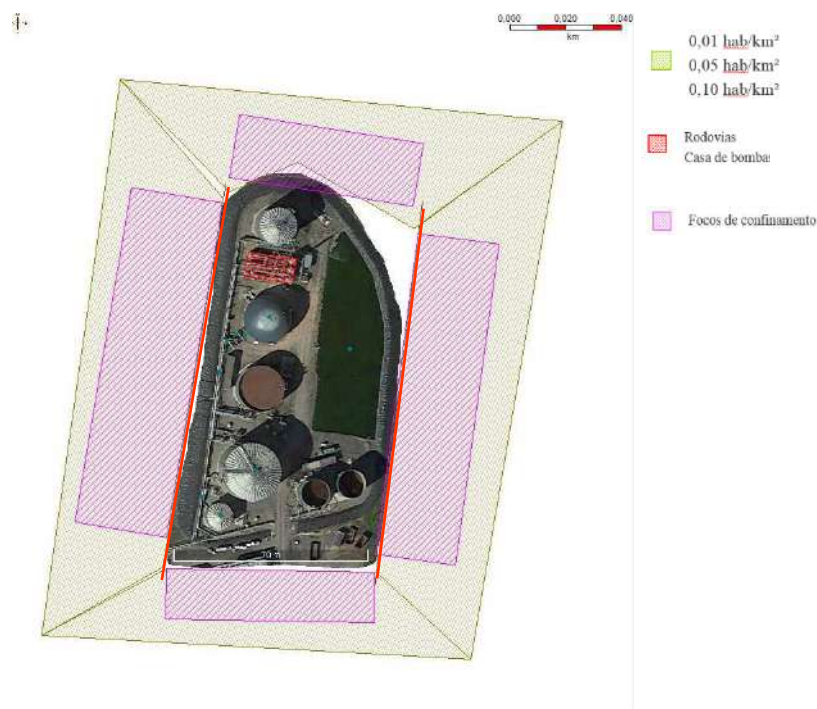 0,000 0,020 0,040
km
0,01 hab/km²
0,05 hab/km²
0,10 hab/km²
Rodovias
Casa de bombas
Focos de confinamento
70 m